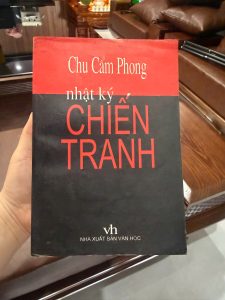 Chu Cẩm Phong
nhật ký
CHIẾN
TRANH
vh
NHÀ XUẤT BẢN VĂN HỌC